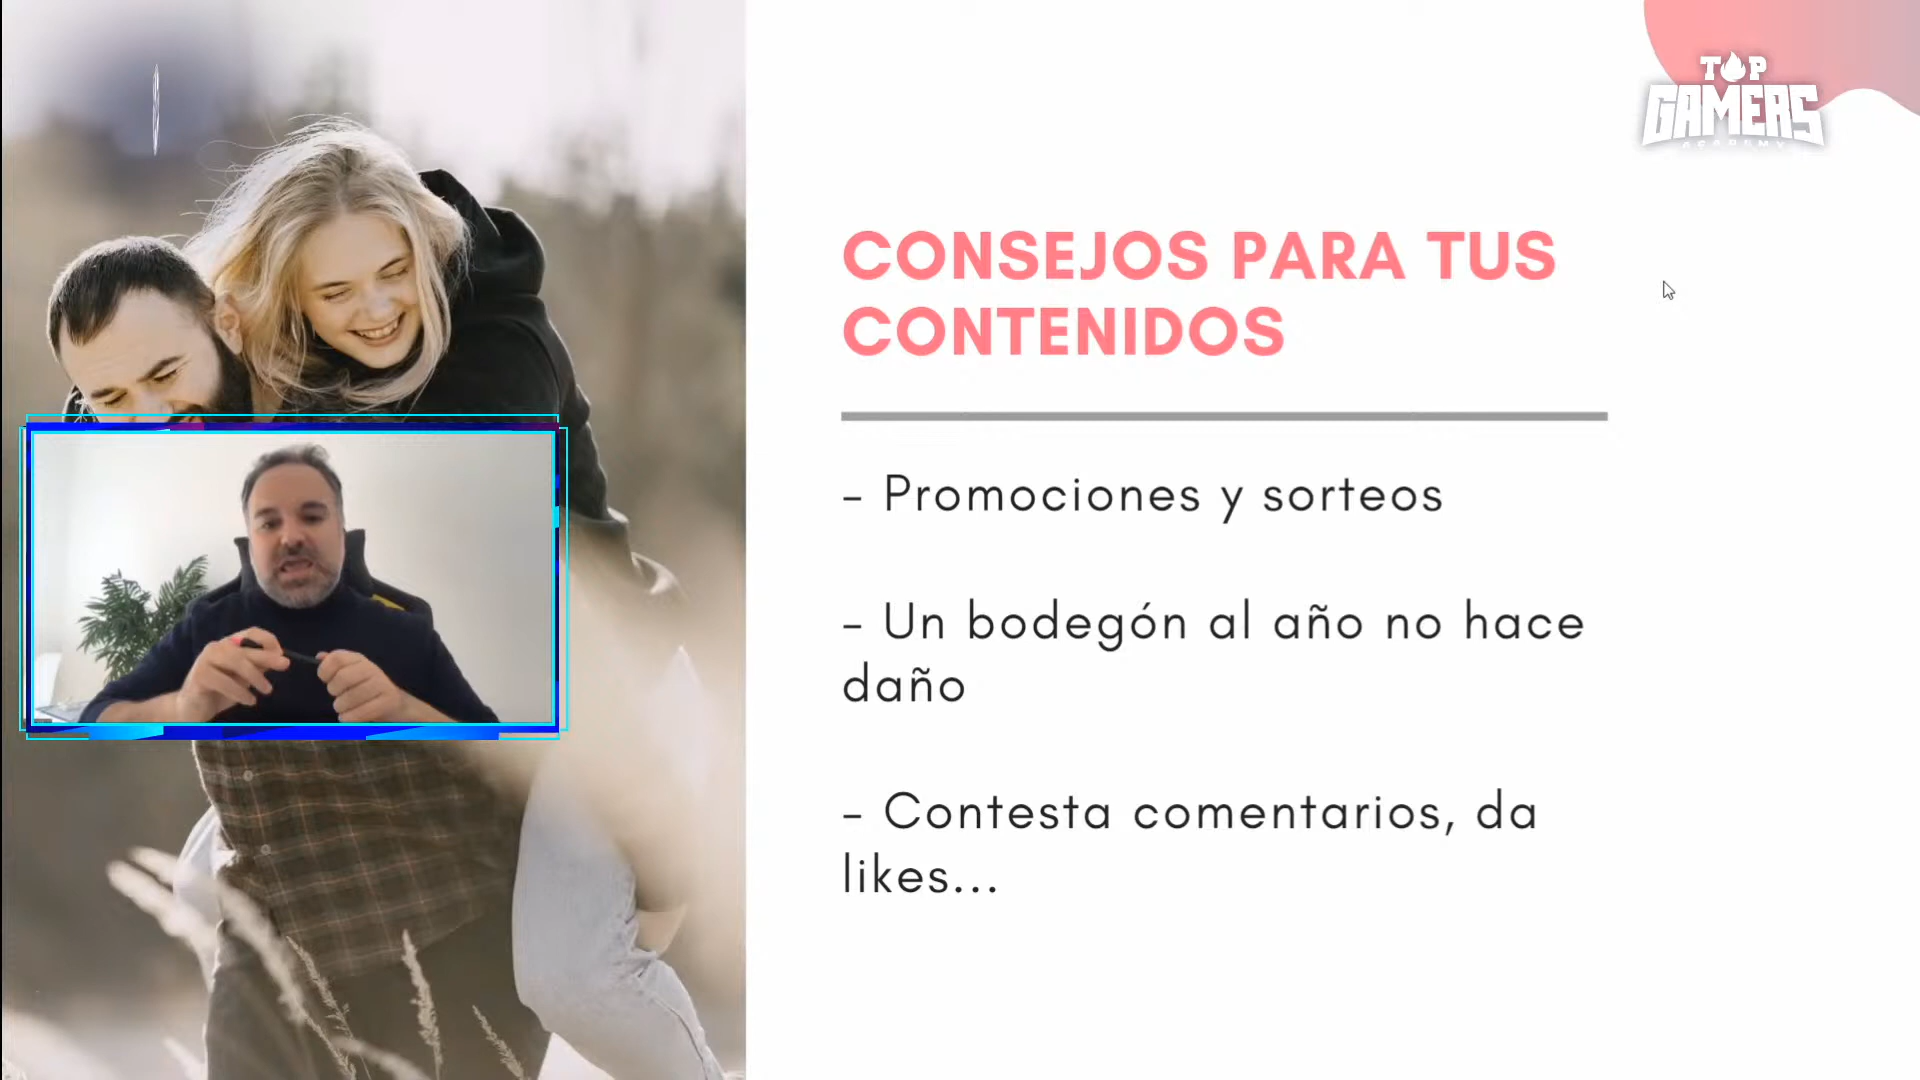 TOP
GAMERS
ACADEMY
CONSEJOS PARA TUS
CONTENIDOS
- Promociones y sorteos
- Un bodegón al año no hace
daño
- Contesta comentarios, da
likes...